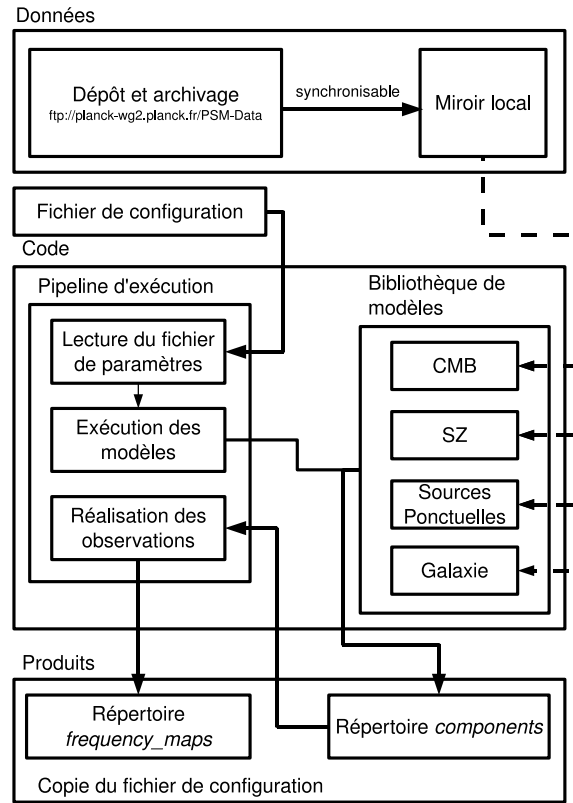 Données
Dépôt et archivage
ftp://planck-wg2.planck.fr/PSM-Data
synchronisable
Miroir local
Fichier de configuration
Code
Pipeline d'exécution
Bibliothèque de
modèles
Lecture du fichier
de paramètres
CMB
Exécution des
modèles
SZ
Sources
Ponctuelles
Réalisation des
observations
Galaxie
Produits
Répertoire
frequency_maps
Répertoire components
Copie du fichier de configuration